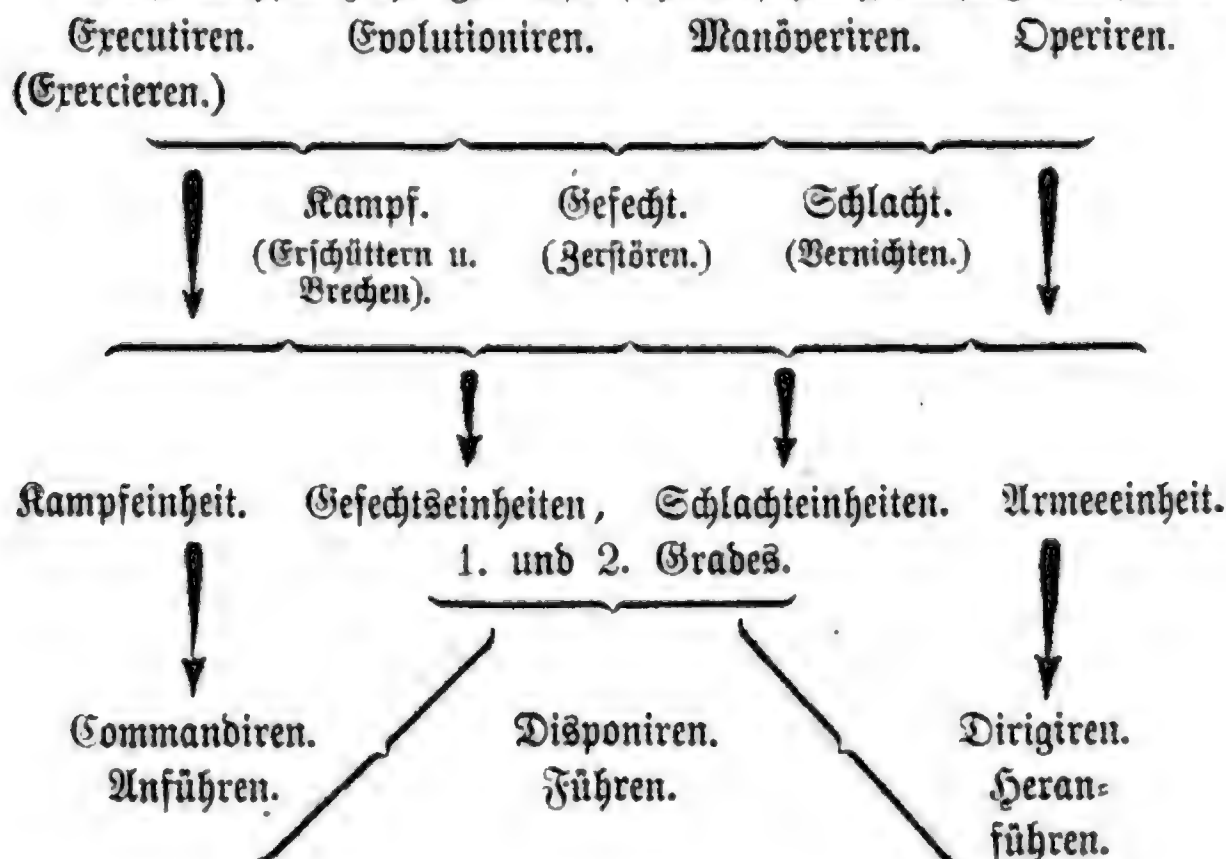 Executiren. Evolutioniren. Manöveriren. Operiren.
(Exercieren.)
Kampf. Gefecht. Schlacht.
(Erschüttern u. (Zerstören.) (Vernichten.)
Brechen).
Kampfeinheit. Gefechtseinheiten, Schlachteinheiten. Armeeeinheit.
1. und 2. Grades.
Commandiren. Disponiren. Dirigiren.
Anführen. Führen. Heran-
führen.